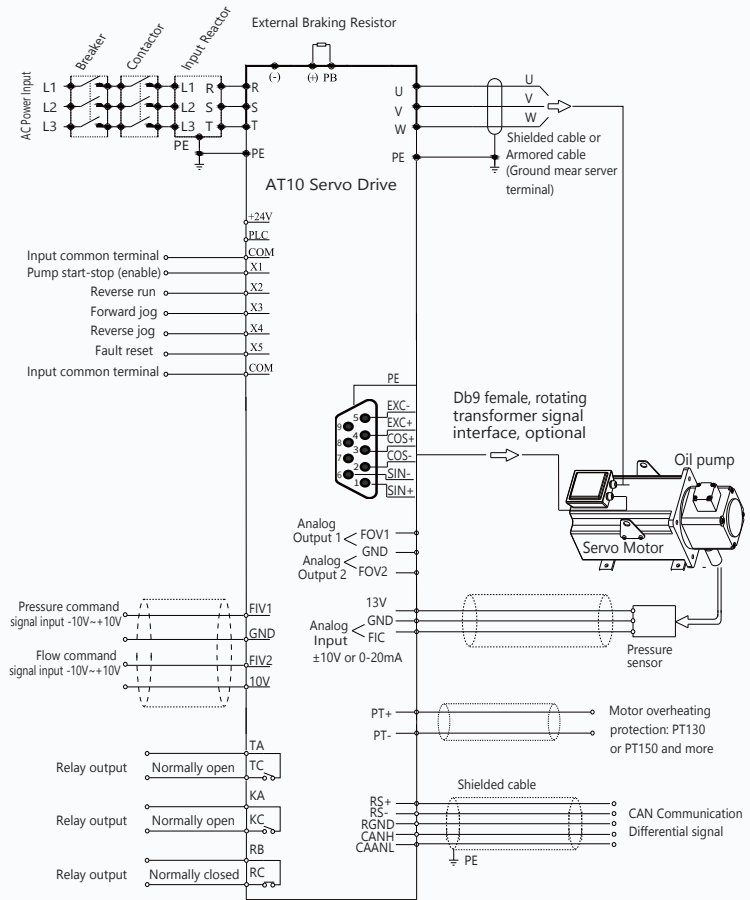 External Braking Resistor
Breaker
Contactor
Input Reactor
(-)
(+)
PB
AC Power Input
L1
L2
L3
L1
L2
L3
R
S
T
R
S
T
PE
PE
U
V
W
PE
U
V
W
Shielded cable or
Armored cable
(Ground mear server
terminal)
AT10 Servo Drive
+24V
PLC
COM
X1
X2
X3
X4
X5
COM
Input common terminal
Pump start-stop (enable)
Reverse run
Forward jog
Reverse jog
Fault reset
Input common terminal
PE
EXC-
EXC+
COS+
COS-
SIN-
SIN+
5
4
3
2
1
9
8
7
6
Db9 female, rotating
transformer signal
interface, optional
Oil pump
Servo Motor
Analog
Output 1
Analog
Output 2
FOV1
GND
FOV2
13V
GND
FIC
Analog
Input
±10V or 0-20mA
Pressure
sensor
Pressure command
signal input -10V~+10V
Flow command
signal input -10V~+10V
FIV1
GND
FIV2
10V
PT+
PT-
Motor overheating
protection: PT130
or PT150 and more
TA
TC
KA
KC
RB
RC
Relay output
Normally open
Relay output
Normally open
Relay output
Normally closed
Shielded cable
RS+
RS-
RGND
CANH
CAANL
PE
CAN Communication
Differential signal